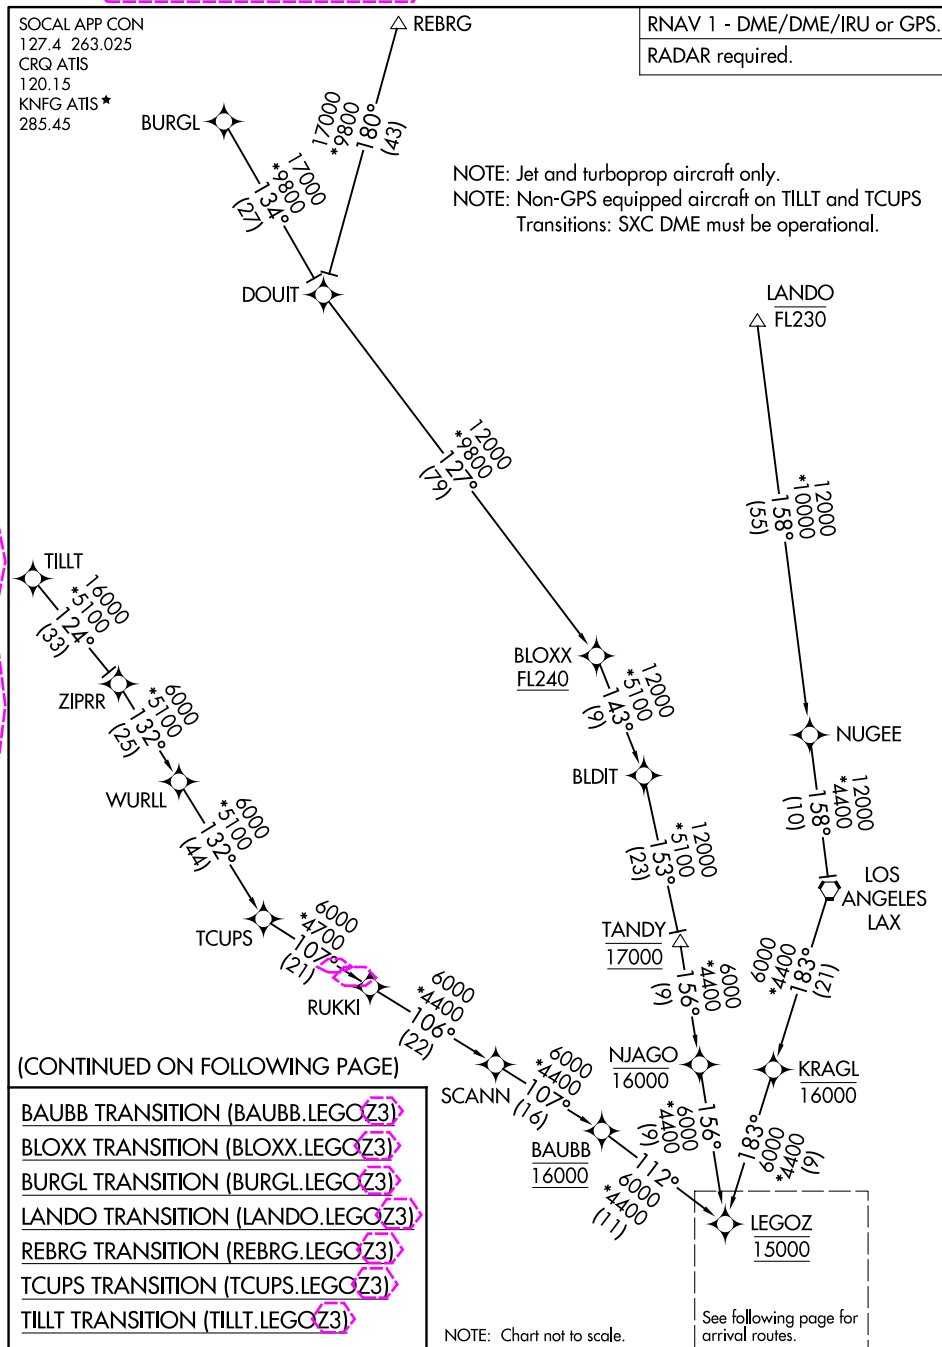 SOCAL APP CON
127.4 263.025
CRQ ATIS
120.15
KNFG ATIS★
285.45
REBRG
RNAV 1 - DME/DME/IRU or GPS.
RADAR required.
BURGL
17000
*9800
180°
(43)
17000
*9800
134°
(27)
NOTE: Jet and turboprop aircraft only.
NOTE: Non-GPS equipped aircraft on TILLT and TCUPS
Transitions: SXC DME must be operational.
DOUIT
LANDO
FL230
12000
*9800
127°
(79)
12000
*10000
158°
(55)
TILLT
16000
*5100
124°
(33)
ZIPRR
6000
*5100
132°
(25)
WURLL
6000
*5100
132°
(44)
TCUPS
6000
*4700
107°
(21)
RUKKI
BLOXX
FL240
12000
*5100
143°
(9)
BLDIT
NUGEE
12000
*4400
158°
(10)
12000
*5100
153°
(23)
LOS
ANGELES
LAX
TANDY
17000
6000
*4400
156°
(9)
6000
*4400
183°
(21)
6000
*4400
106°
(22)
SCANN
NJAGO
16000
KRAGL
16000
6000
*4400
107°
(16)
BAUBB
16000
156°
6000
*4400
(9)
183°
6000
*4400
(9)
112°
6000
*4400
(11)
LEGOZ
15000
(CONTINUED ON FOLLOWING PAGE)
BAUBB TRANSITION (BAUBB.LEGOZ3)
BLOXX TRANSITION (BLOXX.LEGOZ3)
BURGL TRANSITION (BURGL.LEGOZ3)
LANDO TRANSITION (LANDO.LEGOZ3)
REBRG TRANSITION (REBRG.LEGOZ3)
TCUPS TRANSITION (TCUPS.LEGOZ3)
TILLT TRANSITION (TILLT.LEGOZ3)
NOTE: Chart not to scale.
See following page for
arrival routes.